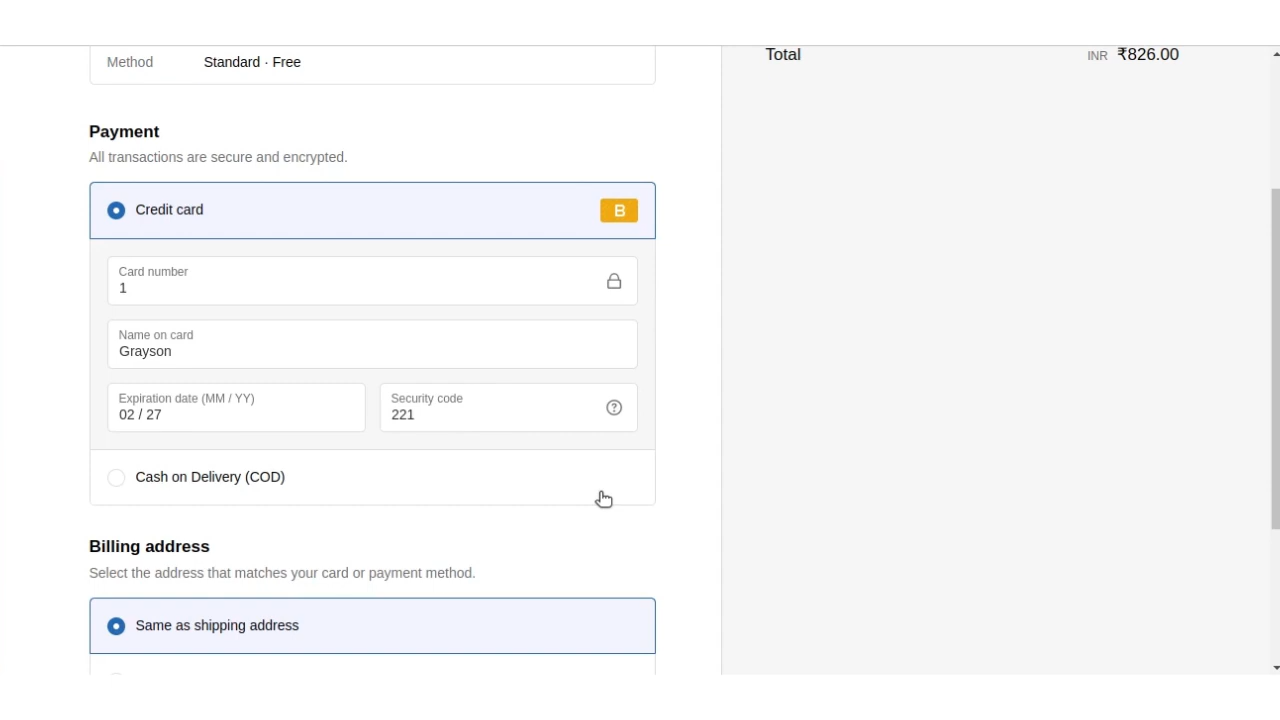 Method Standard · Free
Total INR ₹826.00
Payment
All transactions are secure and encrypted.
Credit card B
Card number
1
Name on card
Grayson
Expiration date (MM / YY) Security code
02 / 27 221
Cash on Delivery (COD)
Billing address
Select the address that matches your card or payment method.
Same as shipping address